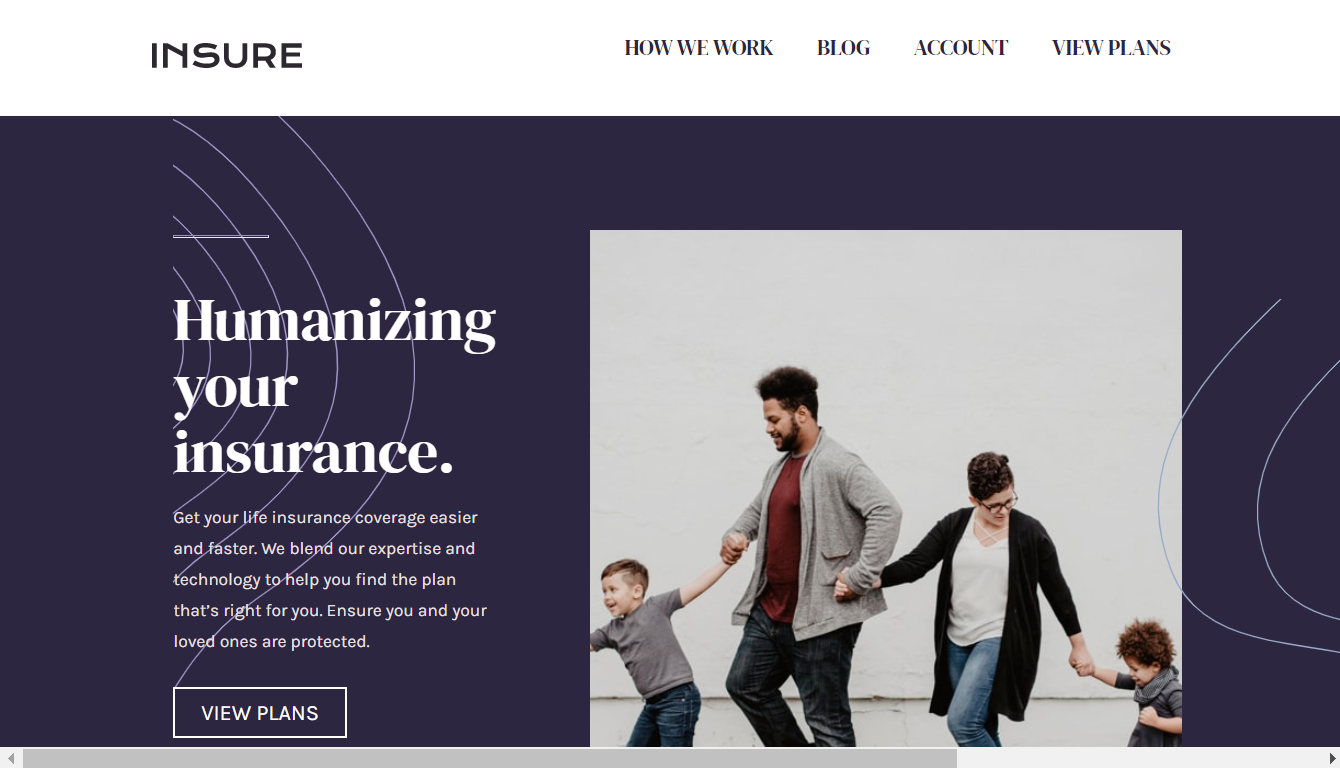 INSURE
HOW WE WORK BLOG ACCOUNT VIEW PLANS
Humanizing
your
insurance.
Get your life insurance coverage easier
and faster. We blend our expertise and
technology to help you find the plan
that’s right for you. Ensure you and your
loved ones are protected.
VIEW PLANS